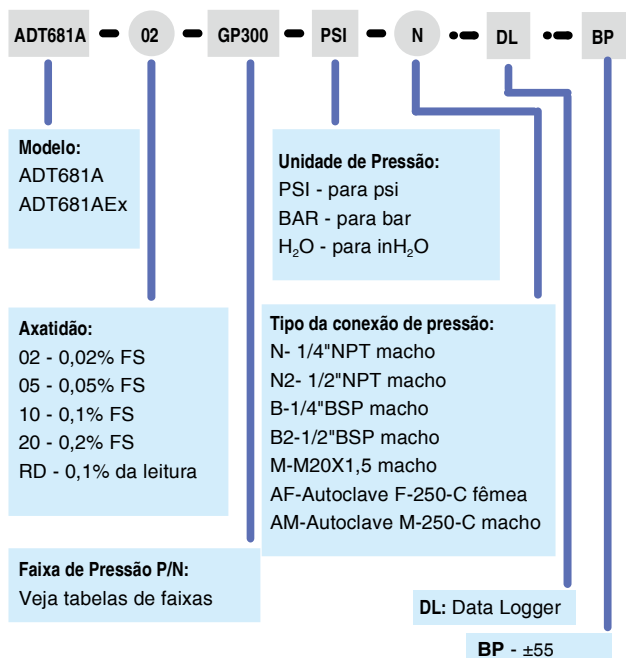 ADT681A - 02 - GP300 - PSI - N - DL - BP
Modelo:
ADT681A
ADT681AEx
Unidade de Pressão:
PSI - para psi
BAR - para bar
H₂O - para inH₂O
Axatidão:
02 - 0,02% FS
05 - 0,05% FS
10 - 0,1% FS
20 - 0,2% FS
RD - 0,1% da leitura
Tipo da conexão de pressão:
N- 1/4"NPT macho
N2- 1/2"NPT macho
B-1/4"BSP macho
B2-1/2"BSP macho
M-M20X1,5 macho
AF-Autoclave F-250-C fêmea
AM-Autoclave M-250-C macho
Faixa de Pressão P/N:
Veja tabelas de faixas
DL: Data Logger
BP - ±55